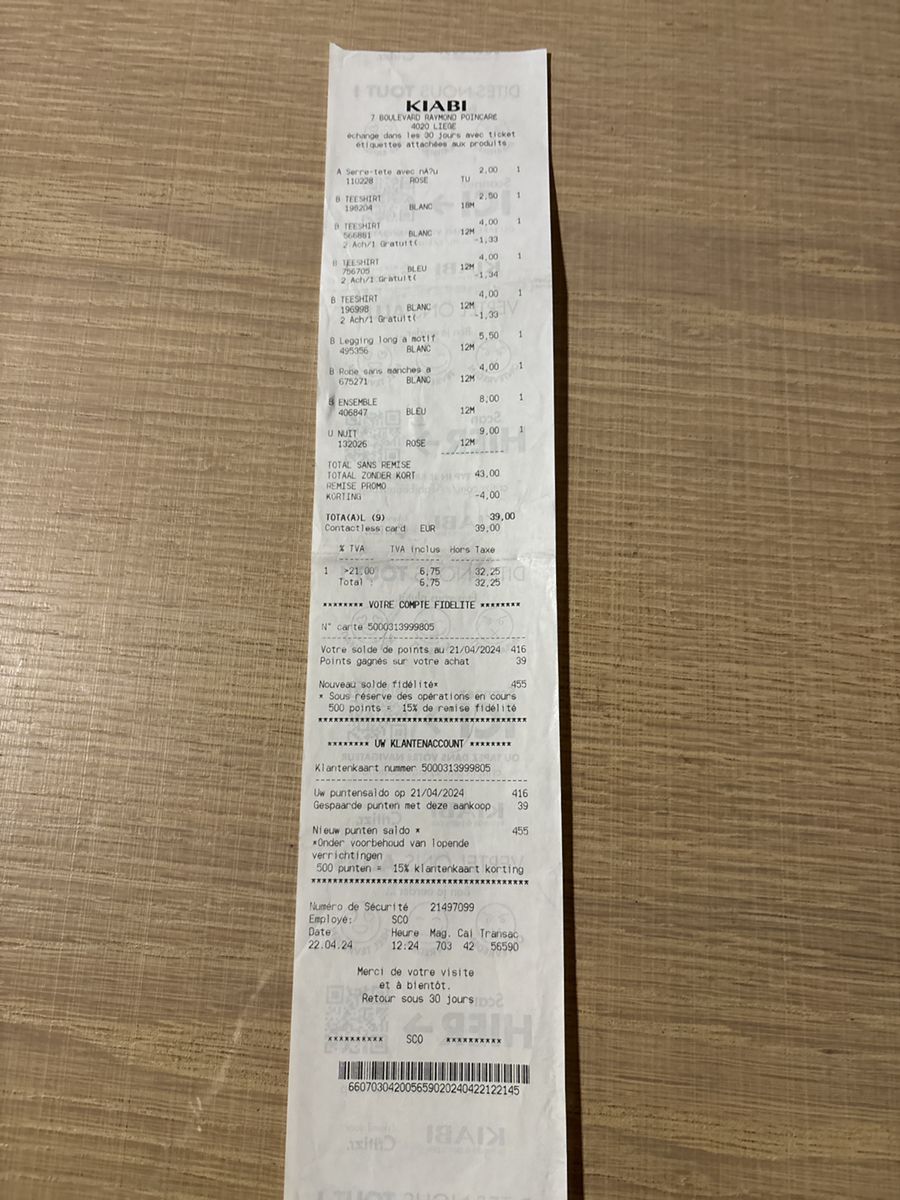 KIABI
7 BOULEVARD RAYMOND POINCARE
4020 LIEGE
échange dans les 30 jours avec ticket
étiquettes attachées aux produits
A Serre-tete avec nA?u 2,00 1
110228 ROSE TU
B TEESHIRT 2,50 1
198204 BLANC 18M
B TEESHIRT 4,00 1
566881 BLANC 12M
2 Ach/1 Gratuit( -1,33
B TEESHIRT 4,00 1
756705 BLEU 12M
2 Ach/1 Gratuit( -1,34
B TEESHIRT 4,00 1
196998 BLANC 12M
2 Ach/1 Gratuit( -1,33
B Legging long a motif 5,50 1
495356 BLANC 12M
B Robe sans manches a 4,00 1
675271 BLANC 12M
B ENSEMBLE 8,00 1
406847 BLEU 12M
U NUIT 9,00 1
132026 ROSE 12M
TOTAL SANS REMISE
TOTAAL ZONDER KORT 43,00
REMISE PROMO
KORTING -4,00
TOTA(A)L (9) 39,00
Contactless card EUR 39,00
% TVA TVA inclus Hors Taxe
1 >21,00 6,75 32,25
Total : 6,75 32,25
******** VOTRE COMPTE FIDELITE ********
N° carte 5000313999805
Votre solde de points au 21/04/2024 416
Points gagnés sur votre achat 39
Nouveau solde fidélité* 455
* Sous réserve des opérations en cours
500 points = 15% de remise fidélité
******** UW KLANTENACCOUNT ********
Klantenkaart nummer 5000313999805
Uw puntensaldo op 21/04/2024 416
Gespaarde punten met deze aankoop 39
Nieuw punten saldo * 455
*Onder voorbehoud van lopende
verrichtingen
500 punten = 15% klantenkaart korting
Numéro de Sécurité 21497099
Employé: SCO
Date Heure Mag. Cai Transac
22.04.24 12:24 703 42 56590
Merci de votre visite
et à bientôt.
Retour sous 30 jours
********** SCO **********
660703042005659020240422122145